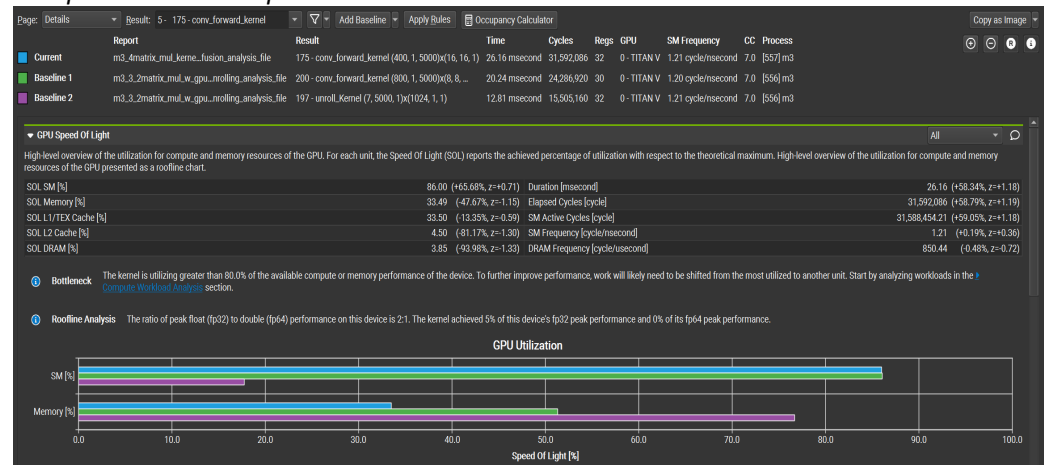 Page: Details Result: 5 - 175 - conv_forward_kernel Add Baseline Apply Rules Occupancy Calculator Copy as Image
Report Result Time Cycles Regs GPU SM Frequency CC Process
Current m3_4matrix_mul_kerne...fusion_analysis_file 175 - conv_forward_kernel (400, 1, 5000)x(16, 16, 1) 26.16 msecond 31,592,086 32 0 - TITAN V 1.21 cycle/nsecond 7.0 [557] m3
Baseline 1 m3_3_2matrix_mul_w_gpu...nrolling_analysis_file 200 - conv_forward_kernel (800, 1, 5000)x(8, 8, ... 20.24 msecond 24,286,920 30 0 - TITAN V 1.20 cycle/nsecond 7.0 [556] m3
Baseline 2 m3_3_2matrix_mul_w_gpu...nrolling_analysis_file 197 - unroll_Kernel (7, 5000, 1)x(1024, 1, 1) 12.81 msecond 15,505,160 32 0 - TITAN V 1.21 cycle/nsecond 7.0 [556] m3
GPU Speed Of Light All
High-level overview of the utilization for compute and memory resources of the GPU. For each unit, the Speed Of Light (SOL) reports the achieved percentage of utilization with respect to the theoretical maximum. High-level overview of the utilization for compute and memory
resources of the GPU presented as a roofline chart.
SOL SM [%] 86.00 (+65.68%, z=+0.71) Duration [msecond] 26.16 (+58.34%, z=+1.18)
SOL Memory [%] 33.49 (-47.67%, z=-1.15) Elapsed Cycles [cycle] 31,592,086 (+58.79%, z=+1.19)
SOL L1/TEX Cache [%] 33.50 (-13.35%, z=-0.59) SM Active Cycles [cycle] 31,588,454.21 (+59.05%, z=+1.18)
SOL L2 Cache [%] 4.50 (-81.17%, z=-1.30) SM Frequency [cycle/nsecond] 1.21 (+0.19%, z=+0.36)
SOL DRAM [%] 3.85 (-93.98%, z=-1.33) DRAM Frequency [cycle/usecond] 850.44 (-0.48%, z=-0.72)
Bottleneck The kernel is utilizing greater than 80.0% of the available compute or memory performance of the device. To further improve performance, work will likely need to be shifted from the most utilized to another unit. Start by analyzing workloads in the
Compute Workload Analysis section.
Roofline Analysis The ratio of peak float (fp32) to double (fp64) performance on this device is 2:1. The kernel achieved 5% of this device's fp32 peak performance and 0% of its fp64 peak performance.
GPU Utilization
SM [%]
Memory [%]
0.0 10.0 20.0 30.0 40.0 50.0 60.0 70.0 80.0 90.0 100.0
Speed Of Light [%]